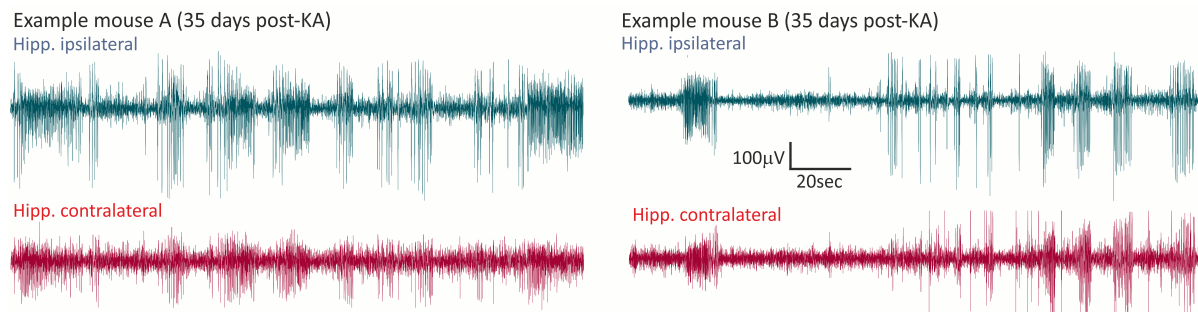 Example mouse A (35 days post-KA)
Hipp. ipsilateral
Hipp. contralateral
Example mouse B (35 days post-KA)
Hipp. ipsilateral
100µV
20sec
Hipp. contralateral